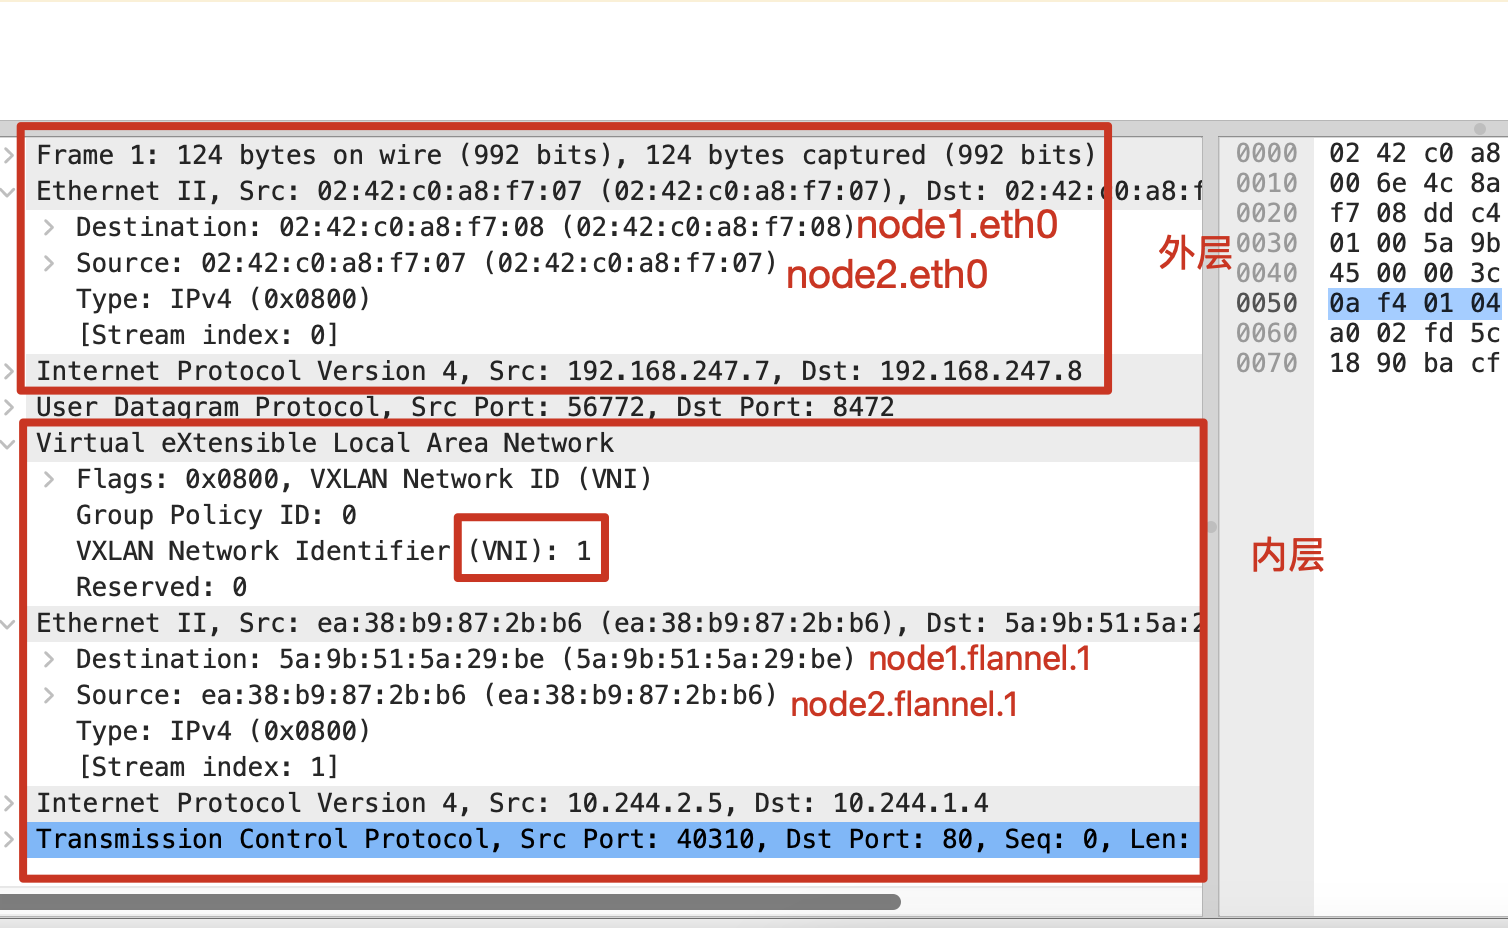 Frame 1: 124 bytes on wire (992 bits), 124 bytes captured (992 bits)
Ethernet II, Src: 02:42:c0:a8:f7:07 (02:42:c0:a8:f7:07), Dst: 02:42:c0:a8:f
Destination: 02:42:c0:a8:f7:08 (02:42:c0:a8:f7:08) node1.eth0
Source: 02:42:c0:a8:f7:07 (02:42:c0:a8:f7:07) node2.eth0
Type: IPv4 (0x0800)
[Stream index: 0]
Internet Protocol Version 4, Src: 192.168.247.7, Dst: 192.168.247.8
外层
User Datagram Protocol, Src Port: 56772, Dst Port: 8472
Virtual eXtensible Local Area Network
Flags: 0x0800, VXLAN Network ID (VNI)
Group Policy ID: 0
VXLAN Network Identifier (VNI): 1
Reserved: 0
Ethernet II, Src: ea:38:b9:87:2b:b6 (ea:38:b9:87:2b:b6), Dst: 5a:9b:51:5a:2
Destination: 5a:9b:51:5a:29:be (5a:9b:51:5a:29:be) node1.flannel.1
Source: ea:38:b9:87:2b:b6 (ea:38:b9:87:2b:b6) node2.flannel.1
Type: IPv4 (0x0800)
[Stream index: 1]
Internet Protocol Version 4, Src: 10.244.2.5, Dst: 10.244.1.4
Transmission Control Protocol, Src Port: 40310, Dst Port: 80, Seq: 0, Len:
内层
0000 02 42 c0 a8
0010 00 6e 4c 8a
0020 f7 08 dd c4
0030 01 00 5a 9b
0040 45 00 00 3c
0050 0a f4 01 04
0060 a0 02 fd 5c
0070 18 90 ba cf